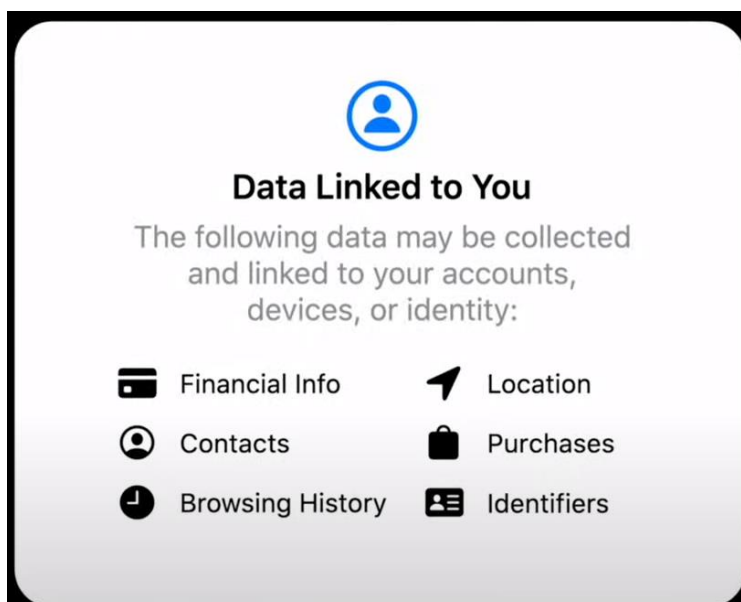 Data Linked to You
The following data may be collected
and linked to your accounts,
devices, or identity:
Financial Info
Location
Contacts
Purchases
Browsing History
Identifiers